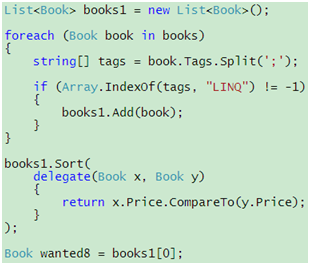 List<Book> books1 = new List<Book>();
foreach (Book book in books)
{
    string[] tags = book.Tags.Split(';');
    if (Array.IndexOf(tags, "LINQ") != -1)
    {
        books1.Add(book);
    }
}
books1.Sort(
    delegate(Book x, Book y)
    {
        return x.Price.CompareTo(y.Price);
    }
);
Book wanted8 = books1[0];